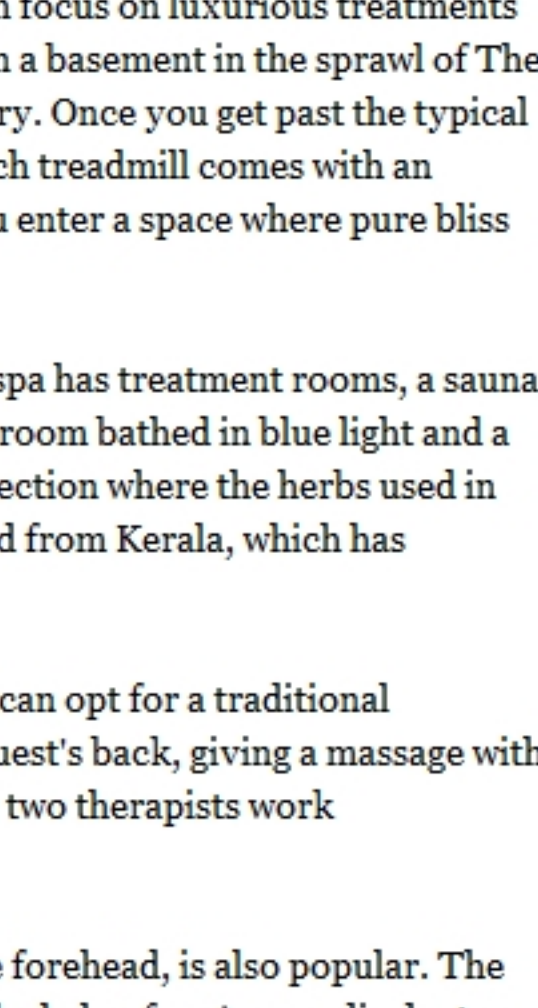 focus on luxurious treatments
a basement in the sprawl of The
ry. Once you get past the typical
ch treadmill comes with an
u enter a space where pure bliss
spa has treatment rooms, a sauna
room bathed in blue light and a
ection where the herbs used in
d from Kerala, which has
can opt for a traditional
uest's back, giving a massage with
two therapists work
forehead, is also popular. The